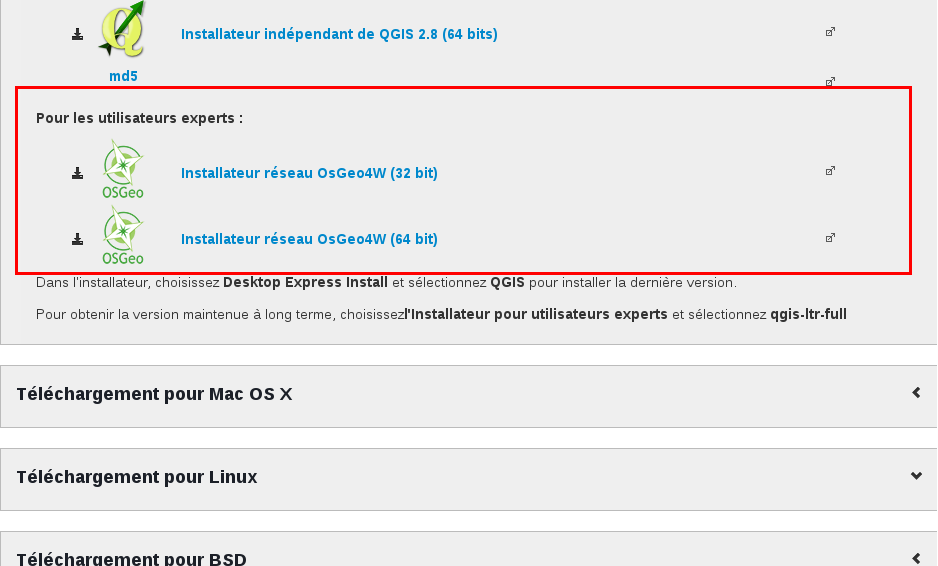 Installateur indépendant de QGIS 2.8 (64 bits)
md5
Pour les utilisateurs experts :
Installateur réseau OsGeo4W (32 bit)
OSGeo
Installateur réseau OsGeo4W (64 bit)
OSGeo
Dans l'installateur, choisissez Desktop Express Install et sélectionnez QGIS pour installer la dernière version.
Pour obtenir la version maintenue à long terme, choisissezl'Installateur pour utilisateurs experts et sélectionnez qgis-ltr-full
Téléchargement pour Mac OS X
Téléchargement pour Linux
Téléchargement pour BSD